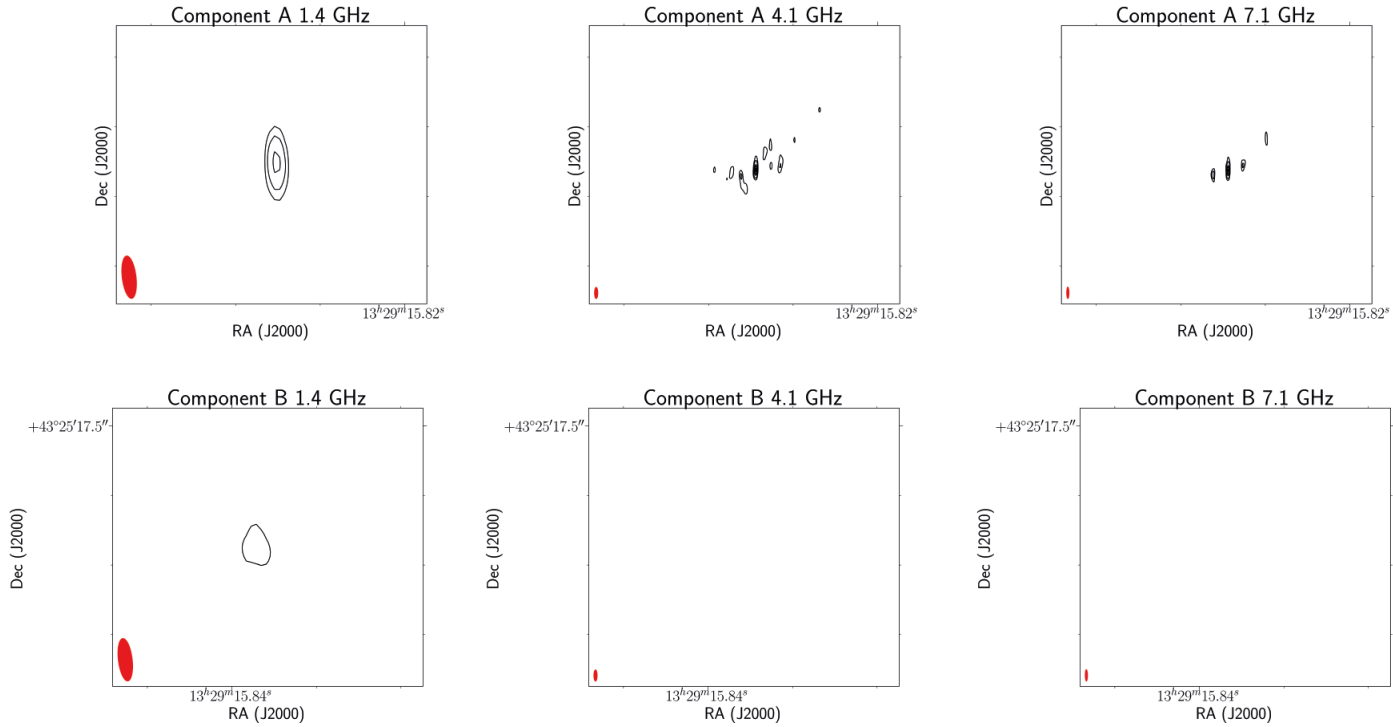 Component A 1.4 GHz
Dec (J2000)
13ʰ29ᵐ15.82ˢ
RA (J2000)
Component A 4.1 GHz
Dec (J2000)
13ʰ29ᵐ15.82ˢ
RA (J2000)
Component A 7.1 GHz
Dec (J2000)
13ʰ29ᵐ15.82ˢ
RA (J2000)
Component B 1.4 GHz
+43°25′17.5″
Dec (J2000)
13ʰ29ᵐ15.84ˢ
RA (J2000)
Component B 4.1 GHz
+43°25′17.5″
Dec (J2000)
13ʰ29ᵐ15.84ˢ
RA (J2000)
Component B 7.1 GHz
+43°25′17.5″
Dec (J2000)
13ʰ29ᵐ15.84ˢ
RA (J2000)